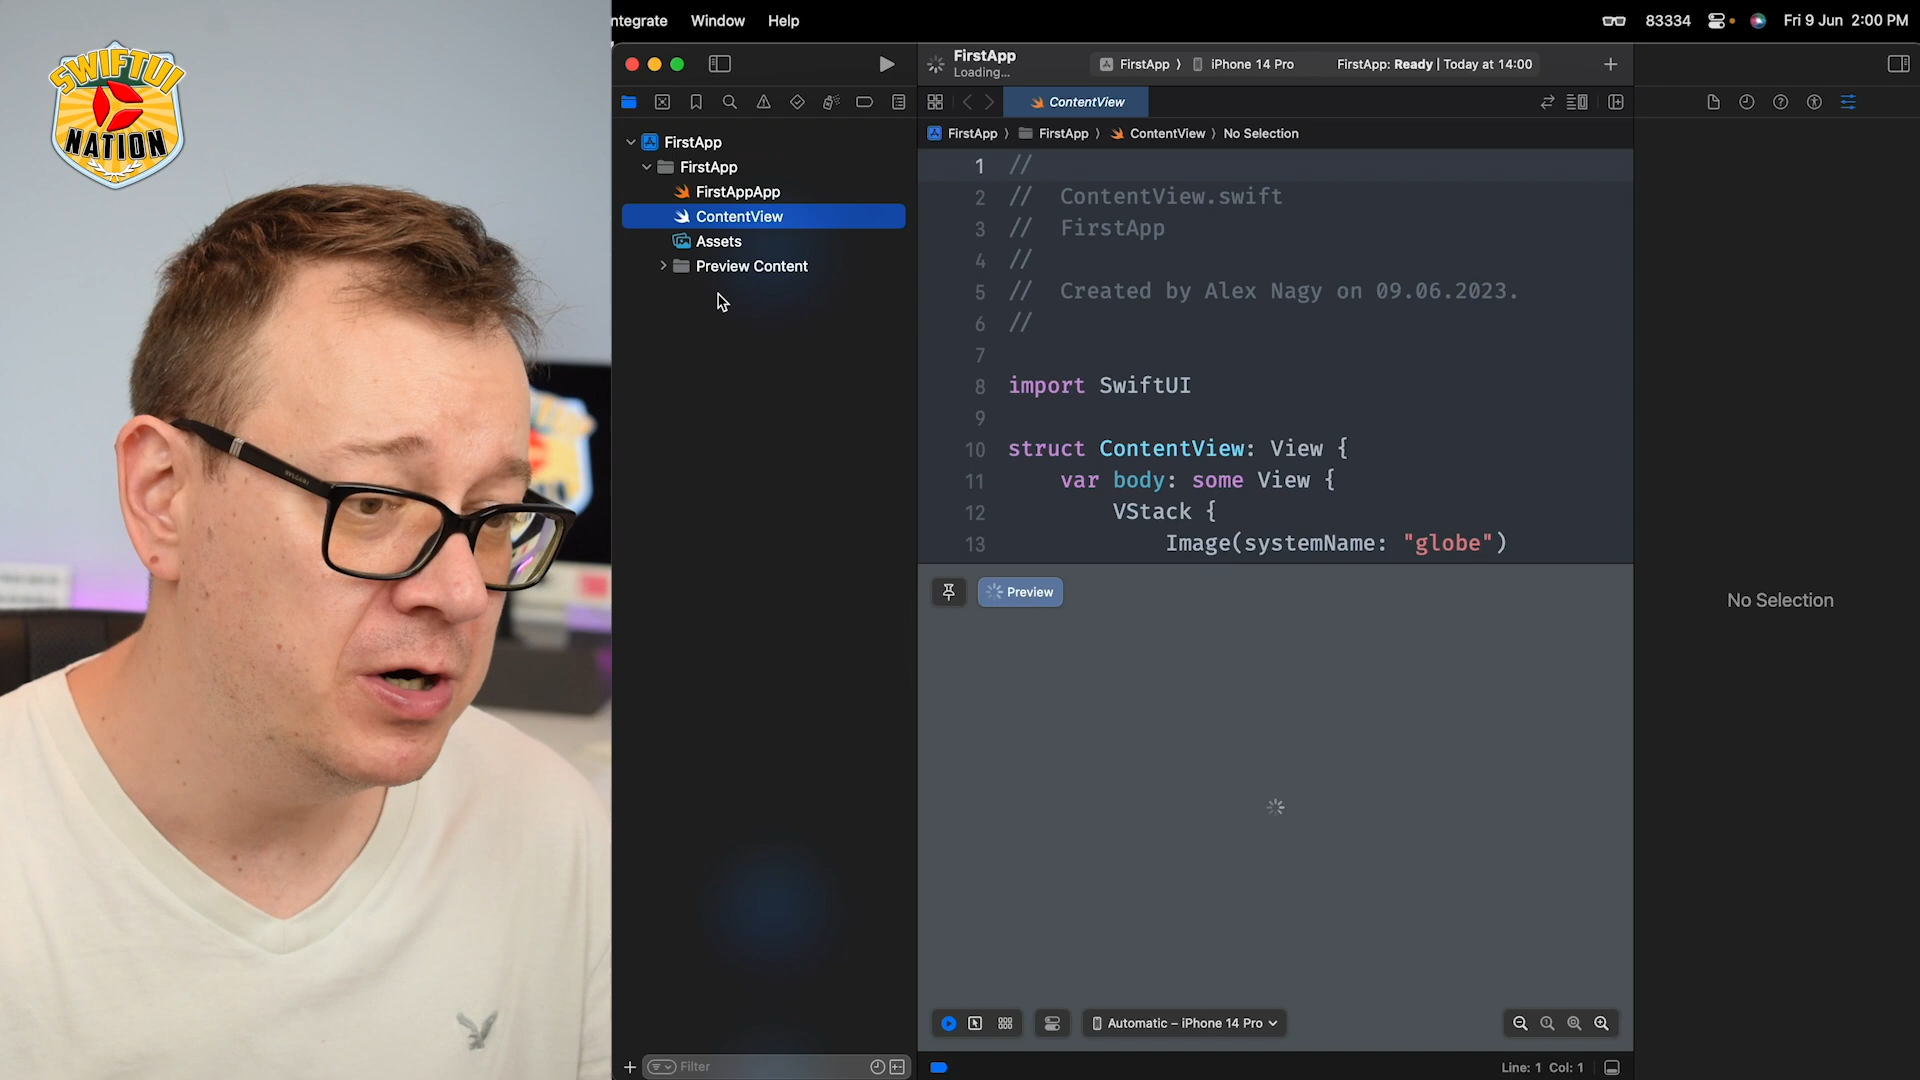 SWIFTUI
NATION
ntegrate Window Help
83334 Fri 9 Jun 2:00 PM
FirstApp
Loading...
FirstApp iPhone 14 Pro
FirstApp: Ready | Today at 14:00
ContentView
FirstApp FirstApp ContentView No Selection
FirstApp
FirstApp
FirstAppApp
ContentView
Assets
Preview Content
1 //
2 // ContentView.swift
3 // FirstApp
4 //
5 // Created by Alex Nagy on 09.06.2023.
6 //
7
8 import SwiftUI
9
10 struct ContentView: View {
11 var body: some View {
12 VStack {
13 Image(systemName: "globe")
Preview
No Selection
Automatic – iPhone 14 Pro
Filter
Line: 1 Col: 1